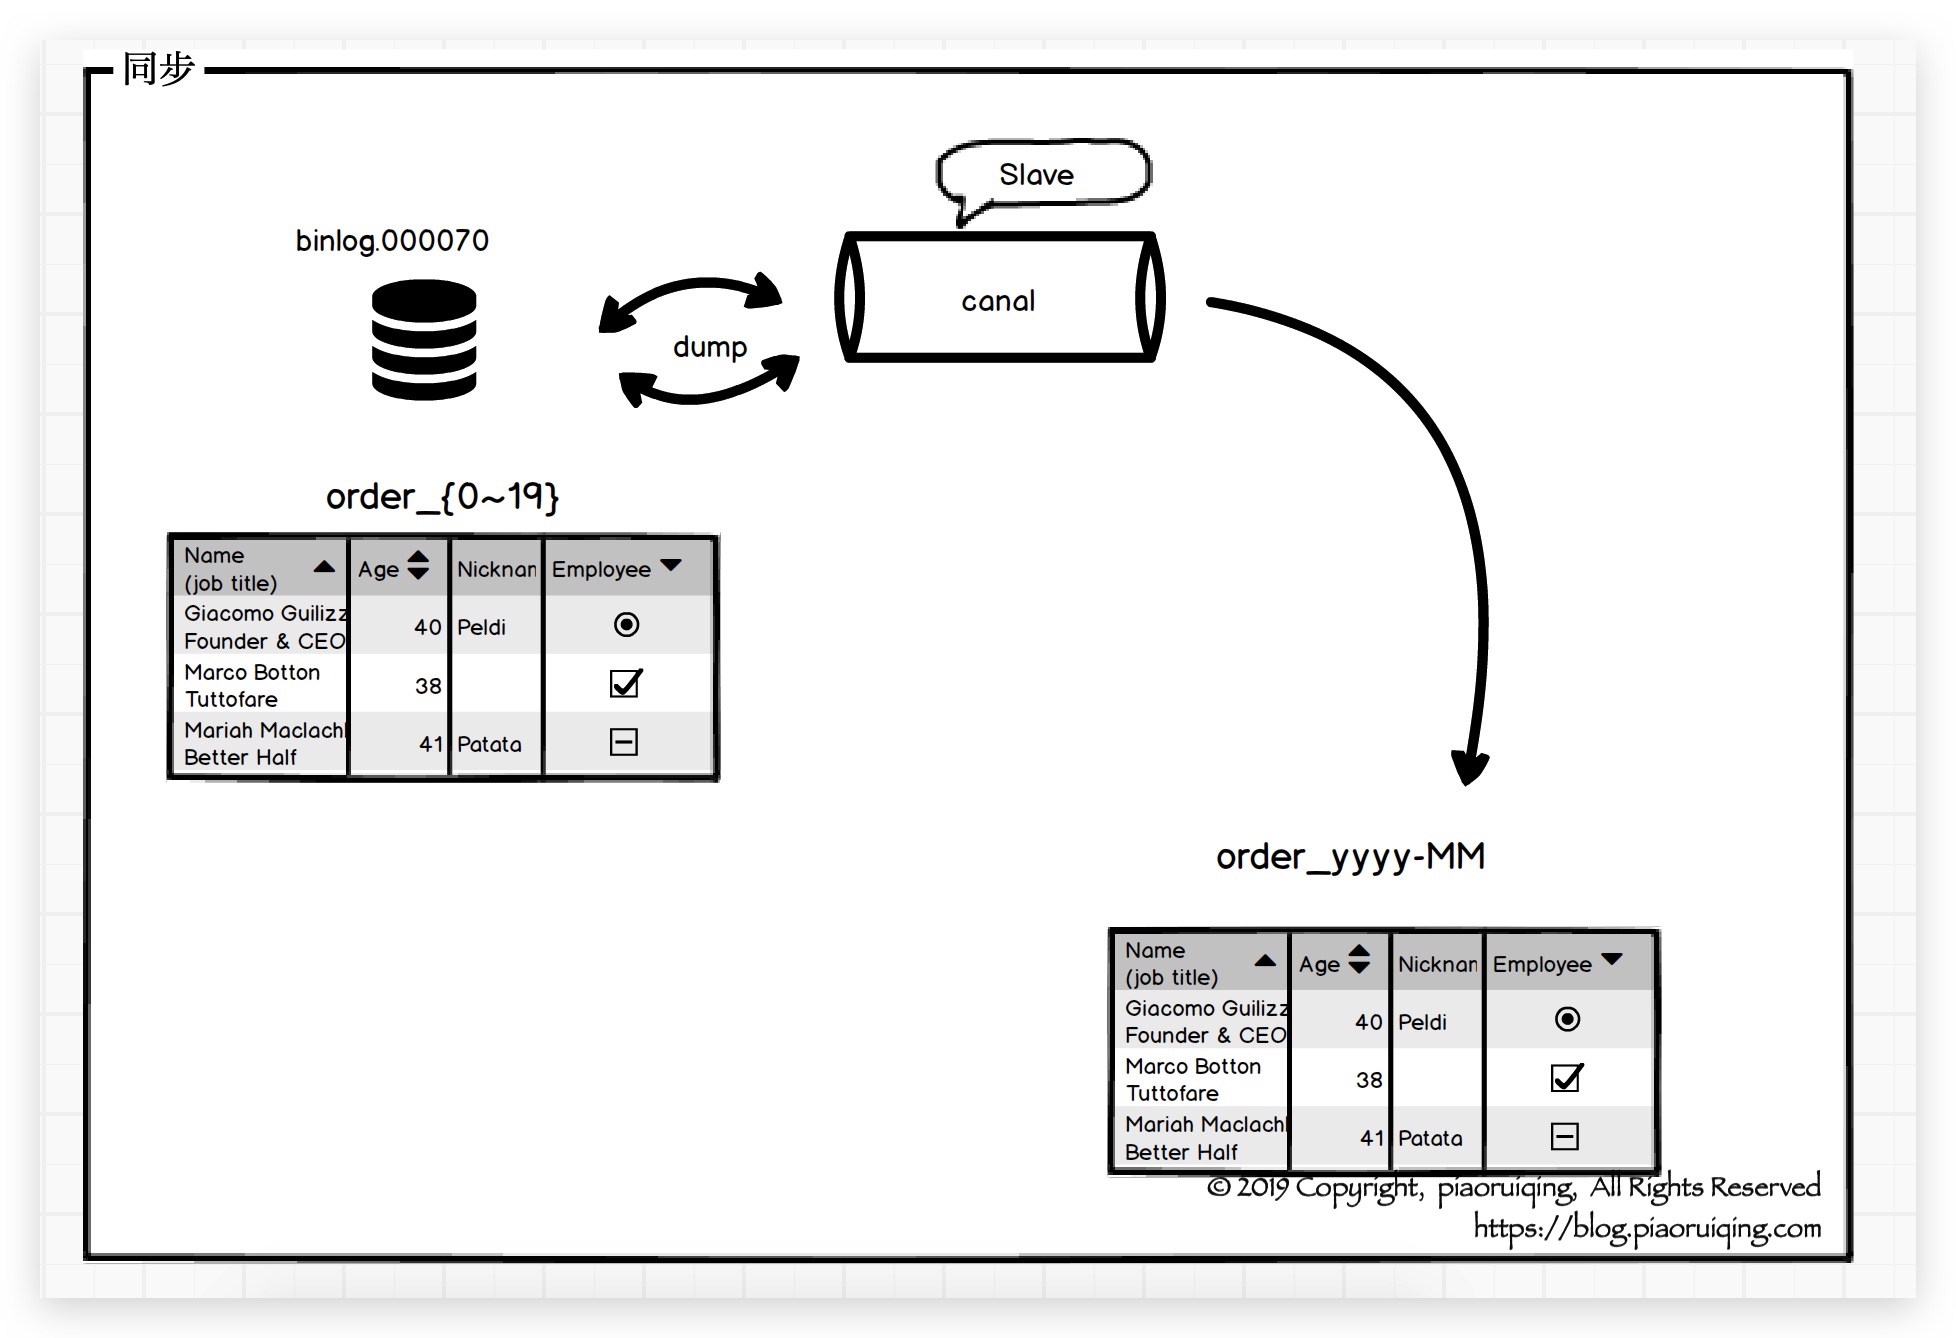 同步
Slave
binlog.000070
canal
dump
order_{0~19}
Name
(job title)
Age
Nicknan
Employee
Giacomo Guilizz
Founder & CEO
40
Peldi
Marco Botton
Tuttofare
38
Mariah Maclachl
Better Half
41
Patata
order_yyyy-MM
Name
(job title)
Age
Nicknan
Employee
Giacomo Guilizz
Founder & CEO
40
Peldi
Marco Botton
Tuttofare
38
Mariah Maclachl
Better Half
41
Patata
© 2019 Copyright, piaoruiqing, All Rights Reserved
https://blog.piaoruiqing.com